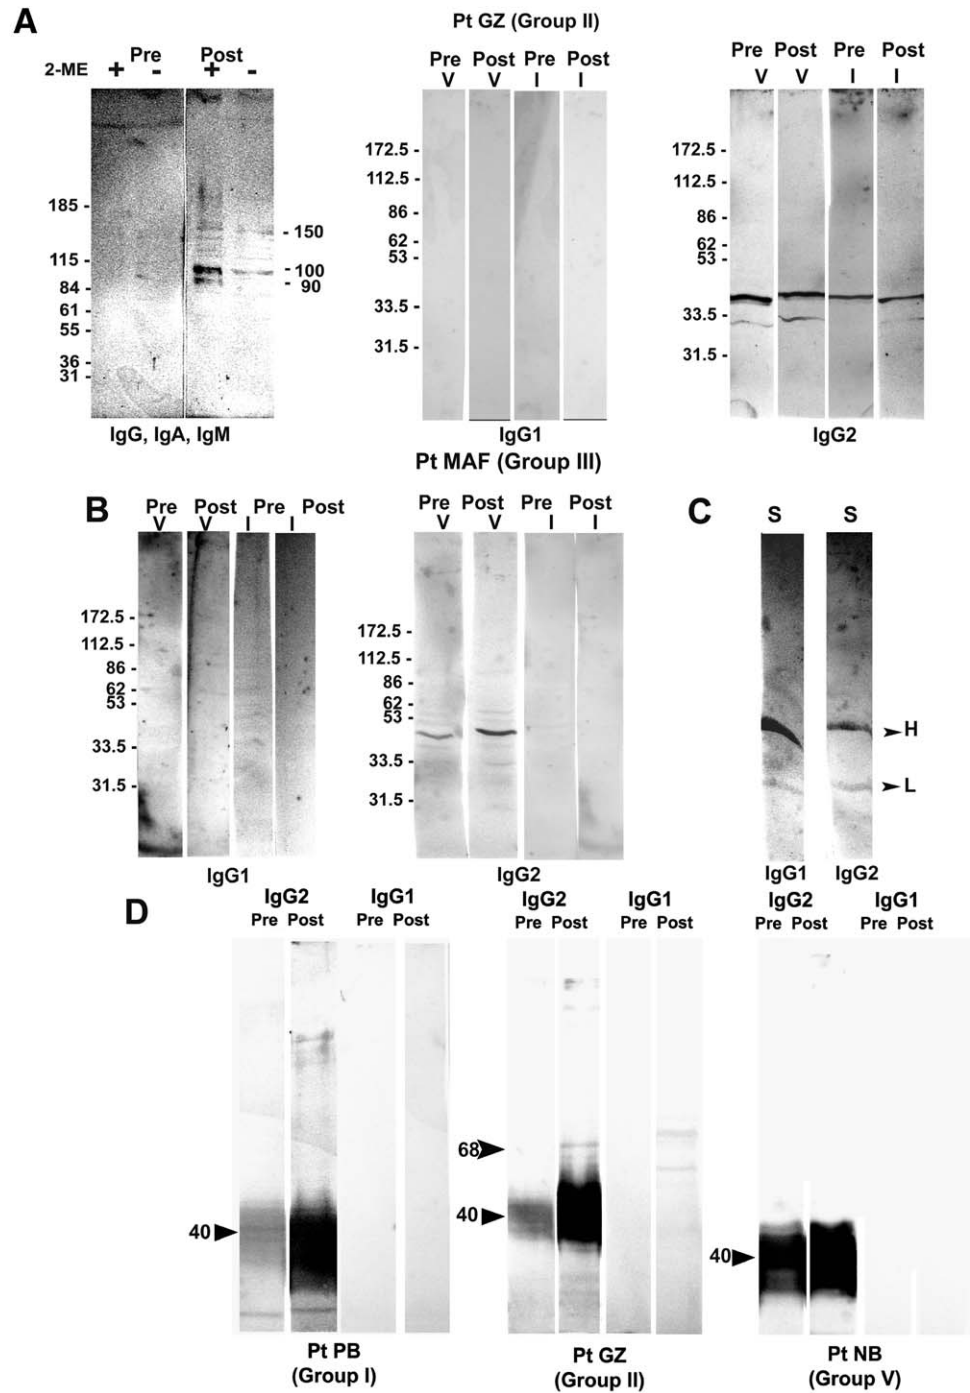 A
Pt GZ (Group II)
Pre Post
2-ME + - + -
185 -
115 -
84 -
61 -
55 -
36 -
31 -
- 150
- 100
- 90
IgG, IgA, IgM
Pre Post Pre Post
V V I I
172.5 -
112.5 -
86 -
62 -
53 -
33.5 -
31.5 -
IgG1
Pre Post Pre Post
V V I I
172.5 -
112.5 -
86 -
62 -
53 -
33.5 -
31.5 -
IgG2
Pt MAF (Group III)
B
Pre Post Pre Post
V V I I
172.5 -
112.5 -
86 -
62 -
53 -
33.5 -
31.5 -
IgG1
Pre Post Pre Post
V V I I
172.5 -
112.5 -
86 -
62 -
53 -
33.5 -
31.5 -
IgG2
C
S S
H
L
IgG1 IgG2
D
IgG2 IgG1
Pre Post Pre Post
40
Pt PB
(Group I)
IgG2 IgG1
Pre Post Pre Post
68
40
Pt GZ
(Group II)
IgG2 IgG1
Pre Post Pre Post
40
Pt NB
(Group V)